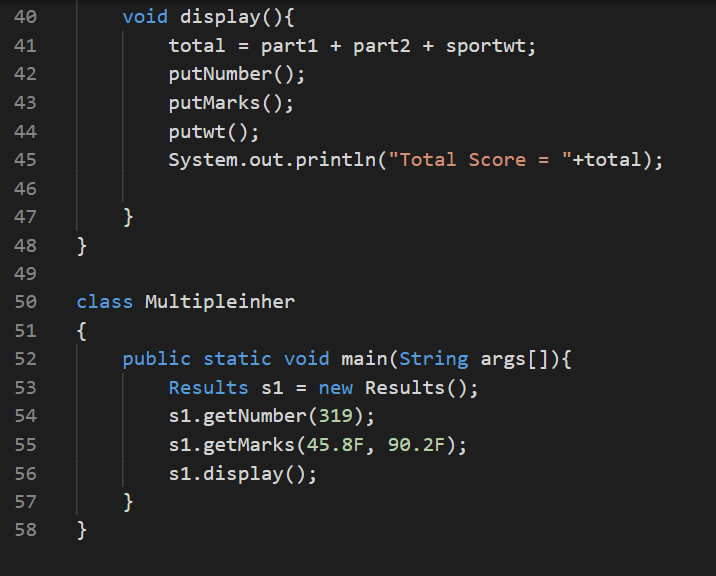 40 void display(){
41 total = part1 + part2 + sportwt;
42 putNumber();
43 putMarks();
44 putwt();
45 System.out.println("Total Score = "+total);
46
47 }
48 }
49
50 class Multipleinher
51 {
52 public static void main(String args[]){
53 Results s1 = new Results();
54 s1.getNumber(319);
55 s1.getMarks(45.8F, 90.2F);
56 s1.display();
57 }
58 }